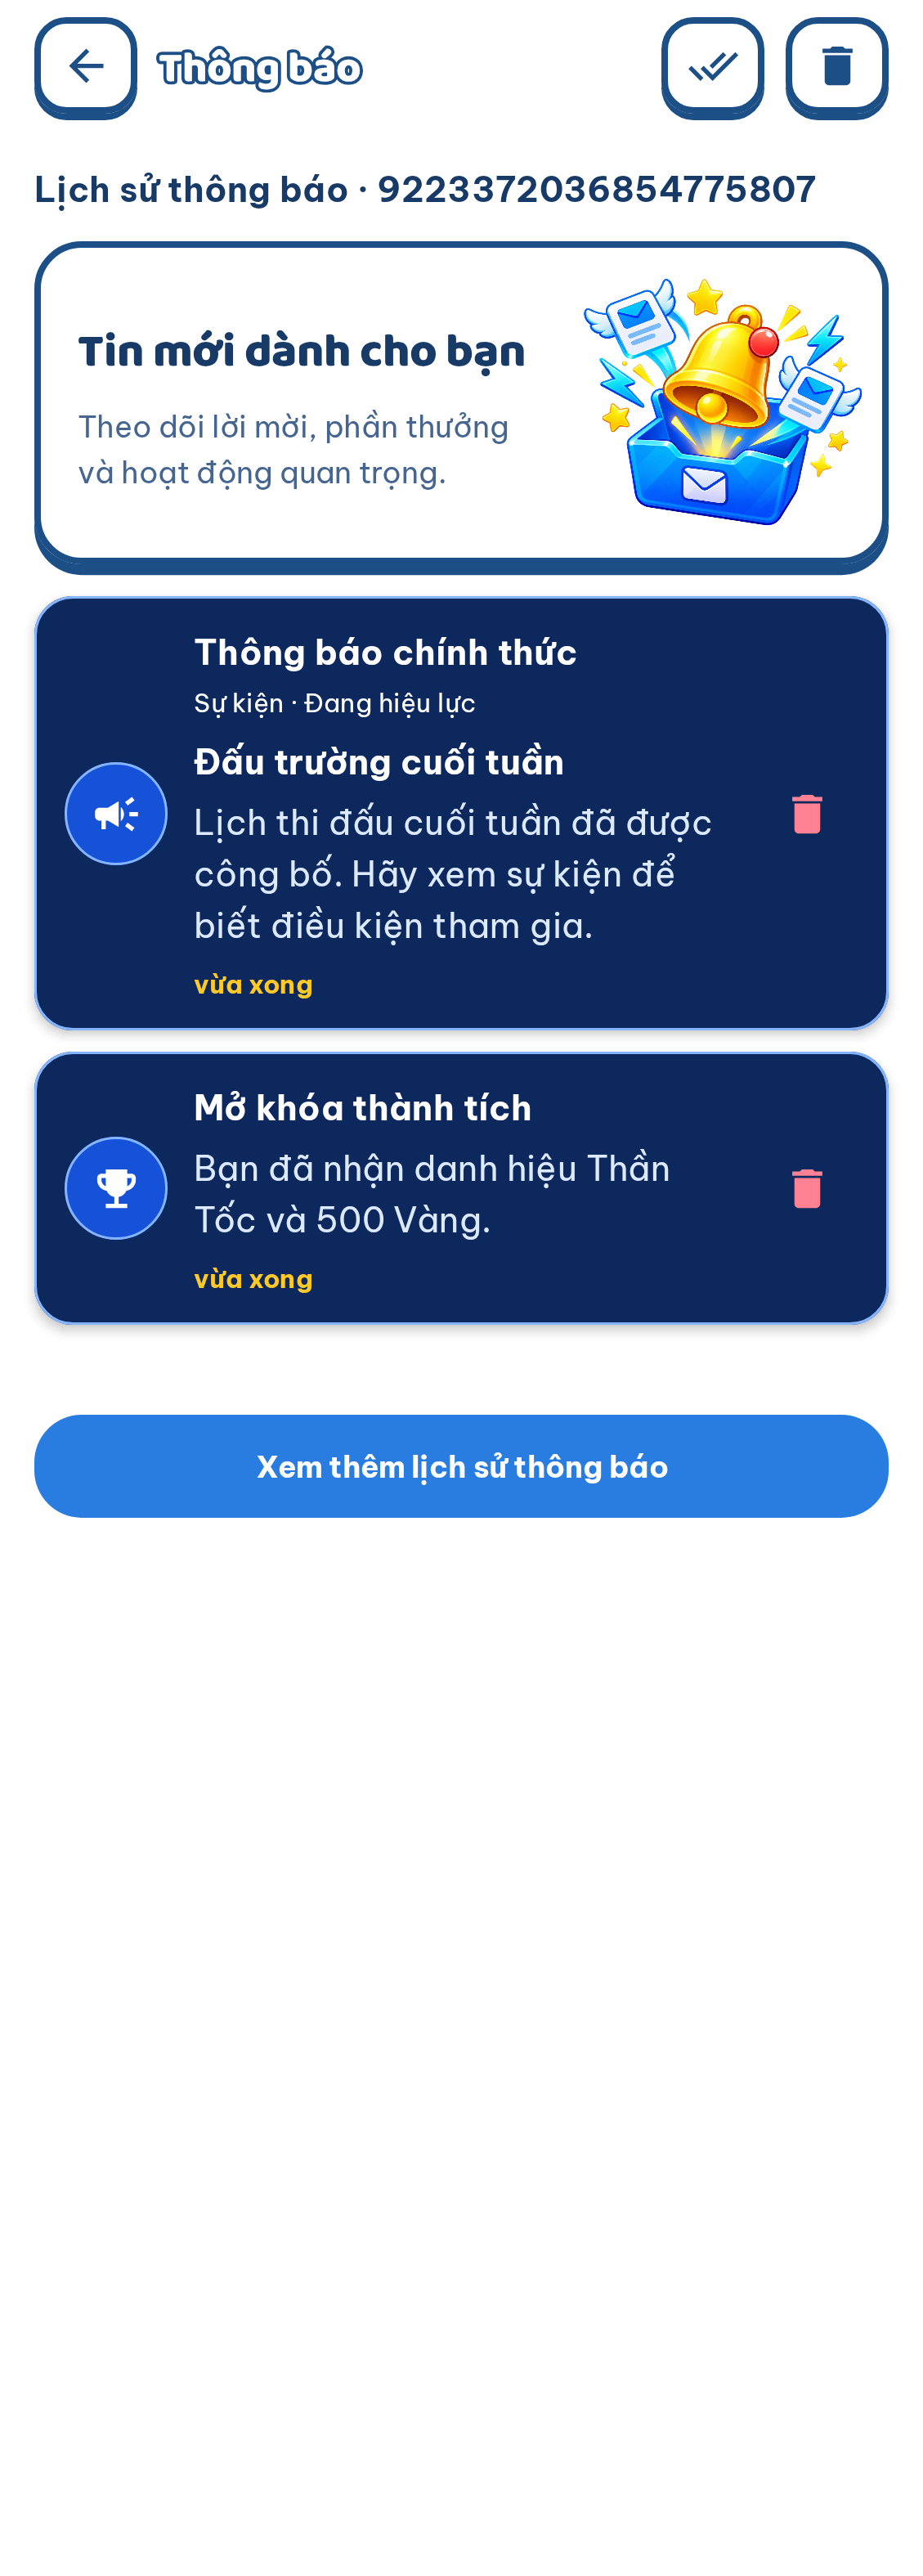 Thông báo
Lịch sử thông báo · 9223372036854775807
Tin mới dành cho bạn
Theo dõi lời mời, phần thưởng
và hoạt động quan trọng.
Thông báo chính thức
Sự kiện · Đang hiệu lực
Đấu trường cuối tuần
Lịch thi đấu cuối tuần đã được
công bố. Hãy xem sự kiện để
biết điều kiện tham gia.
vừa xong
Mở khóa thành tích
Bạn đã nhận danh hiệu Thần
Tốc và 500 Vàng.
vừa xong
Xem thêm lịch sử thông báo